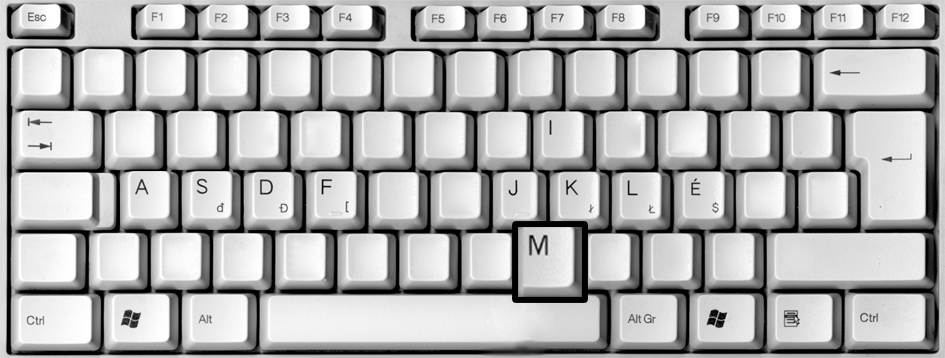 Esc F1 F2 F3 F4 F5 F6 F7 F8 F9 F10 F11 F12
I
A S đ D Đ F [ J K ł L Ł É $
M
Ctrl Alt Alt Gr Ctrl